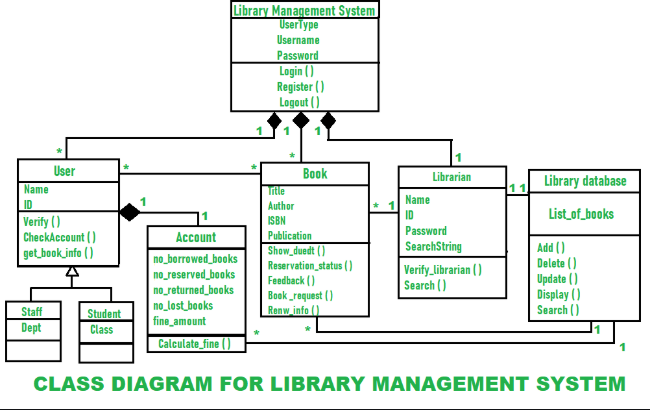 Library Management System
UserType
Username
Password
Login ( )
Register ( )
Logout ( )
1
1
1
*
*
1
User
Name
ID
Verify ( )
CheckAccount ( )
get_book_info ( )
*
*
1
1
Account
no_borrowed_books
no_reserved_books
no_returned_books
no_lost_books
fine_amount
Calculate_fine ( )
Book
Title
Author
ISBN
Publication
Show_duedt ( )
Reservation_status ( )
Feedback ( )
Book _request ( )
Renw_info ( )
* 1
Librarian
Name
ID
Password
SearchString
Verify_librarian ( )
Search ( )
1 1
Library database
List_of_books
Add ( )
Delete ( )
Update ( )
Display ( )
Search ( )
Staff
Dept
Student
Class
*
*
1
1
CLASS DIAGRAM FOR LIBRARY MANAGEMENT SYSTEM